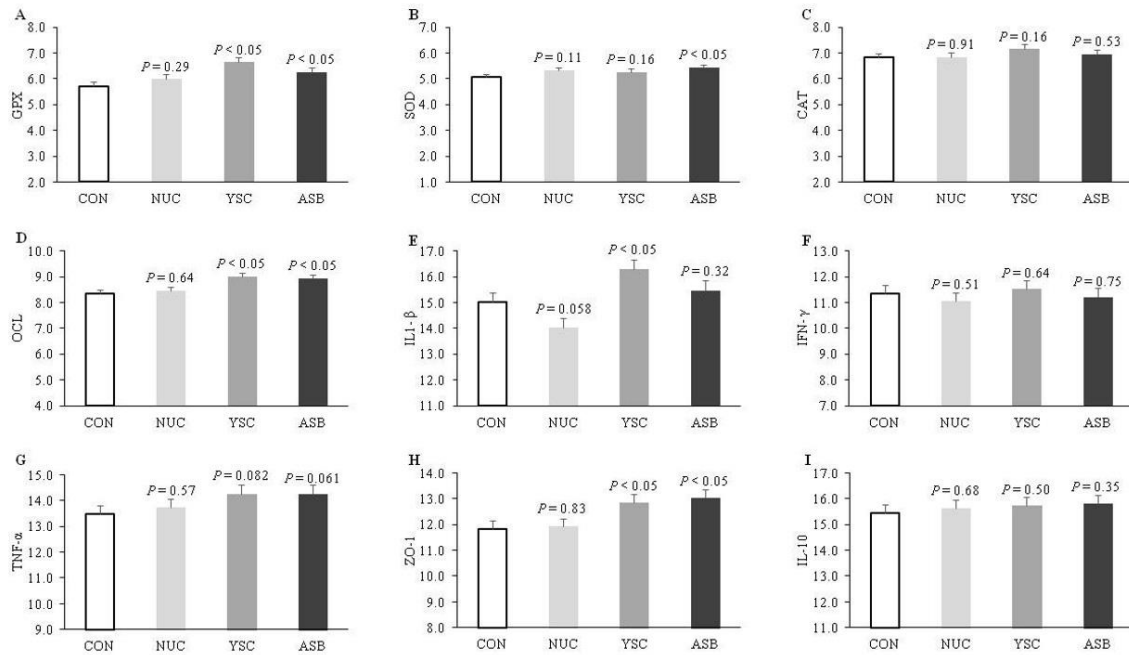 A
GPX
8.0
7.0
6.0
5.0
4.0
3.0
2.0
P = 0.29
P < 0.05
P < 0.05
CON NUC YSC ASB
B
SOD
8.0
7.0
6.0
5.0
4.0
3.0
2.0
1.0
P = 0.11
P = 0.16
P < 0.05
CON NUC YSC ASB
C
CAT
8.0
7.0
6.0
5.0
4.0
3.0
2.0
P = 0.91
P = 0.16
P = 0.53
CON NUC YSC ASB
D
OCL
10.0
9.0
8.0
7.0
6.0
5.0
4.0
P = 0.64
P < 0.05
P < 0.05
CON NUC YSC ASB
E
IL1-β
17.0
16.0
15.0
14.0
13.0
12.0
11.0
P = 0.058
P < 0.05
P = 0.32
CON NUC YSC ASB
F
IFN-γ
13.0
12.0
11.0
10.0
9.0
8.0
7.0
P = 0.51
P = 0.64
P = 0.75
CON NUC YSC ASB
G
TNF-α
15.0
14.0
13.0
12.0
11.0
10.0
9.0
P = 0.57
P = 0.082
P = 0.061
CON NUC YSC ASB
H
ZO-1
14.0
13.0
12.0
11.0
10.0
9.0
8.0
P = 0.83
P < 0.05
P < 0.05
CON NUC YSC ASB
I
IL-10
17.0
16.0
15.0
14.0
13.0
12.0
11.0
P = 0.68
P = 0.50
P = 0.35
CON NUC YSC ASB